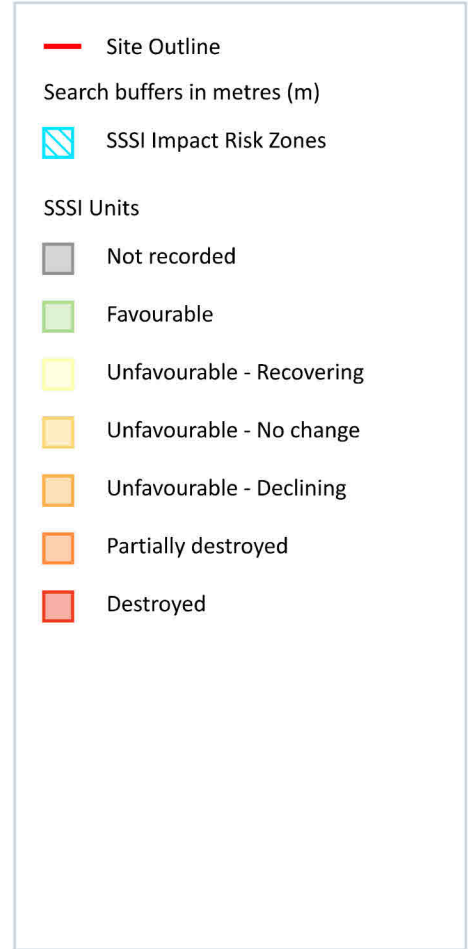 Site Outline
Search buffers in metres (m)
SSSI Impact Risk Zones
SSSI Units
Not recorded
Favourable
Unfavourable - Recovering
Unfavourable - No change
Unfavourable - Declining
Partially destroyed
Destroyed